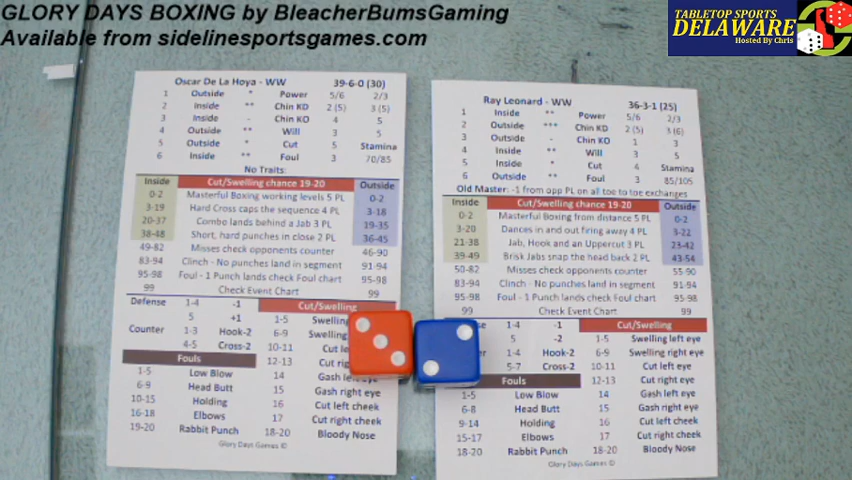 GLORY DAYS BOXING by BleacherBumsGaming
Available from sidelinesportsgames.com
TABLETOP SPORTS
DELAWARE
Hosted By Chris
Oscar De La Hoya - WW 39-6-0 (30)
1 Outside * Power 5/6 2/3
2 Inside ** Chin KD 2 (5) 3 (5)
3 Inside - Chin KO 4 5
4 Outside ** Will 3 5
5 Outside * Cut 5 Stamina
6 Inside ** Foul 3 70/85
No Traits:
Inside Cut/Swelling chance 19-20 Outside
0-2 Masterful Boxing working levels 5 PL 0-2
3-19 Hard Cross caps the sequence 4 PL 3-18
20-37 Combo lands behind a Jab 3 PL 19-35
38-48 Short, hard punches in close 2 PL 36-45
49-82 Misses check opponents counter 46-90
83-94 Clinch - No punches land in segment 91-94
95-98 Foul - 1 Punch lands check Foul chart 95-98
99 Check Event Chart 99
Defense 1-4 -1 Cut/Swelling
5 +1 1-5 Swelling
Counter 1-3 Hook-2 6-9 Swelling
4-5 Cross-2 10-11 Cut
Fouls 12-13 Cut
1-5 Low Blow 14 Gash left
6-9 Head Butt 15 Gash right eye
10-15 Holding 16 Cut left cheek
16-18 Elbows 17 Cut right cheek
19-20 Rabbit Punch 18-20 Bloody Nose
Glory Days Games ©
Ray Leonard - WW 36-3-1 (25)
1 Inside ** Power 5/6 2/3
2 Outside *** Chin KD 2 (5) 3 (6)
3 Outside - Chin KO 1 3
4 Inside ** Will 3 5
5 Inside * Cut 4 Stamina
6 Outside ** Foul 3 85/105
Old Master: -1 from opp PL on all toe to toe exchanges
Inside Cut/Swelling chance 19-20 Outside
0-2 Masterful Boxing from distance 5 PL 0-2
3-20 Dances in and out firing away 4 PL 3-22
21-38 Jab, Hook and an Uppercut 3 PL 23-42
39-49 Brisk Jabs snap the head back 2 PL 43-54
50-82 Misses check opponents counter 55-90
83-94 Clinch - No punches land in segment 91-94
95-98 Foul - 1 Punch lands check Foul chart 95-98
99 Check Event Chart 99
1-4 -1 Cut/Swelling
5 -2 1-5 Swelling left eye
1-4 Hook-2 6-9 Swelling right eye
5-7 Cross-2 10-11 Cut left eye
Fouls 12-13 Cut right eye
1-5 Low Blow 14 Gash left eye
6-8 Head Butt 15 Gash right eye
9-14 Holding 16 Cut left cheek
15-17 Elbows 17 Cut right cheek
18-20 Rabbit Punch 18-20 Bloody Nose
Glory Days Games ©